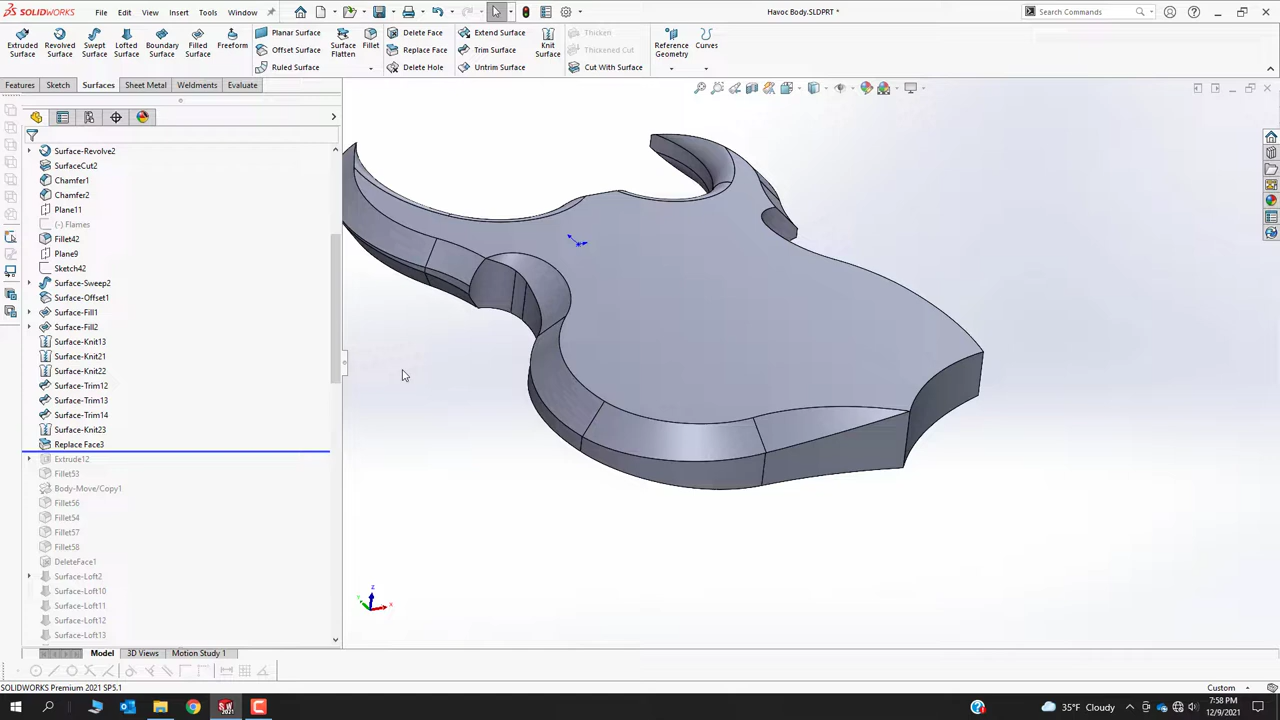 SOLIDWORKS File Edit View Insert Tools Window Havoc Body.SLDPRT * Search Commands
Extruded Surface Revolved Surface Swept Surface Lofted Surface Boundary Surface Filled Surface Freeform Planar Surface Offset Surface Ruled Surface Surface Flatten Fillet Delete Face Replace Face Delete Hole Extend Surface Trim Surface Untrim Surface Knit Surface Thicken Thickened Cut Cut With Surface Reference Geometry Curves
Features Sketch Surfaces Sheet Metal Weldments Evaluate
Surface-Revolve2
SurfaceCut2
Chamfer1
Chamfer2
Plane11
(-) Flames
Fillet42
Plane9
Sketch42
Surface-Sweep2
Surface-Offset1
Surface-Fill1
Surface-Fill2
Surface-Knit13
Surface-Knit21
Surface-Knit22
Surface-Trim12
Surface-Trim13
Surface-Trim14
Surface-Knit23
Replace Face3
Extrude12
Fillet53
Body-Move/Copy1
Fillet56
Fillet54
Fillet57
Fillet58
DeleteFace1
Surface-Loft2
Surface-Loft10
Surface-Loft11
Surface-Loft12
Surface-Loft13
Z
Y X
Model 3D Views Motion Study 1
SOLIDWORKS Premium 2021 SP5.1 Custom
35°F Cloudy 7:58 PM
12/9/2021